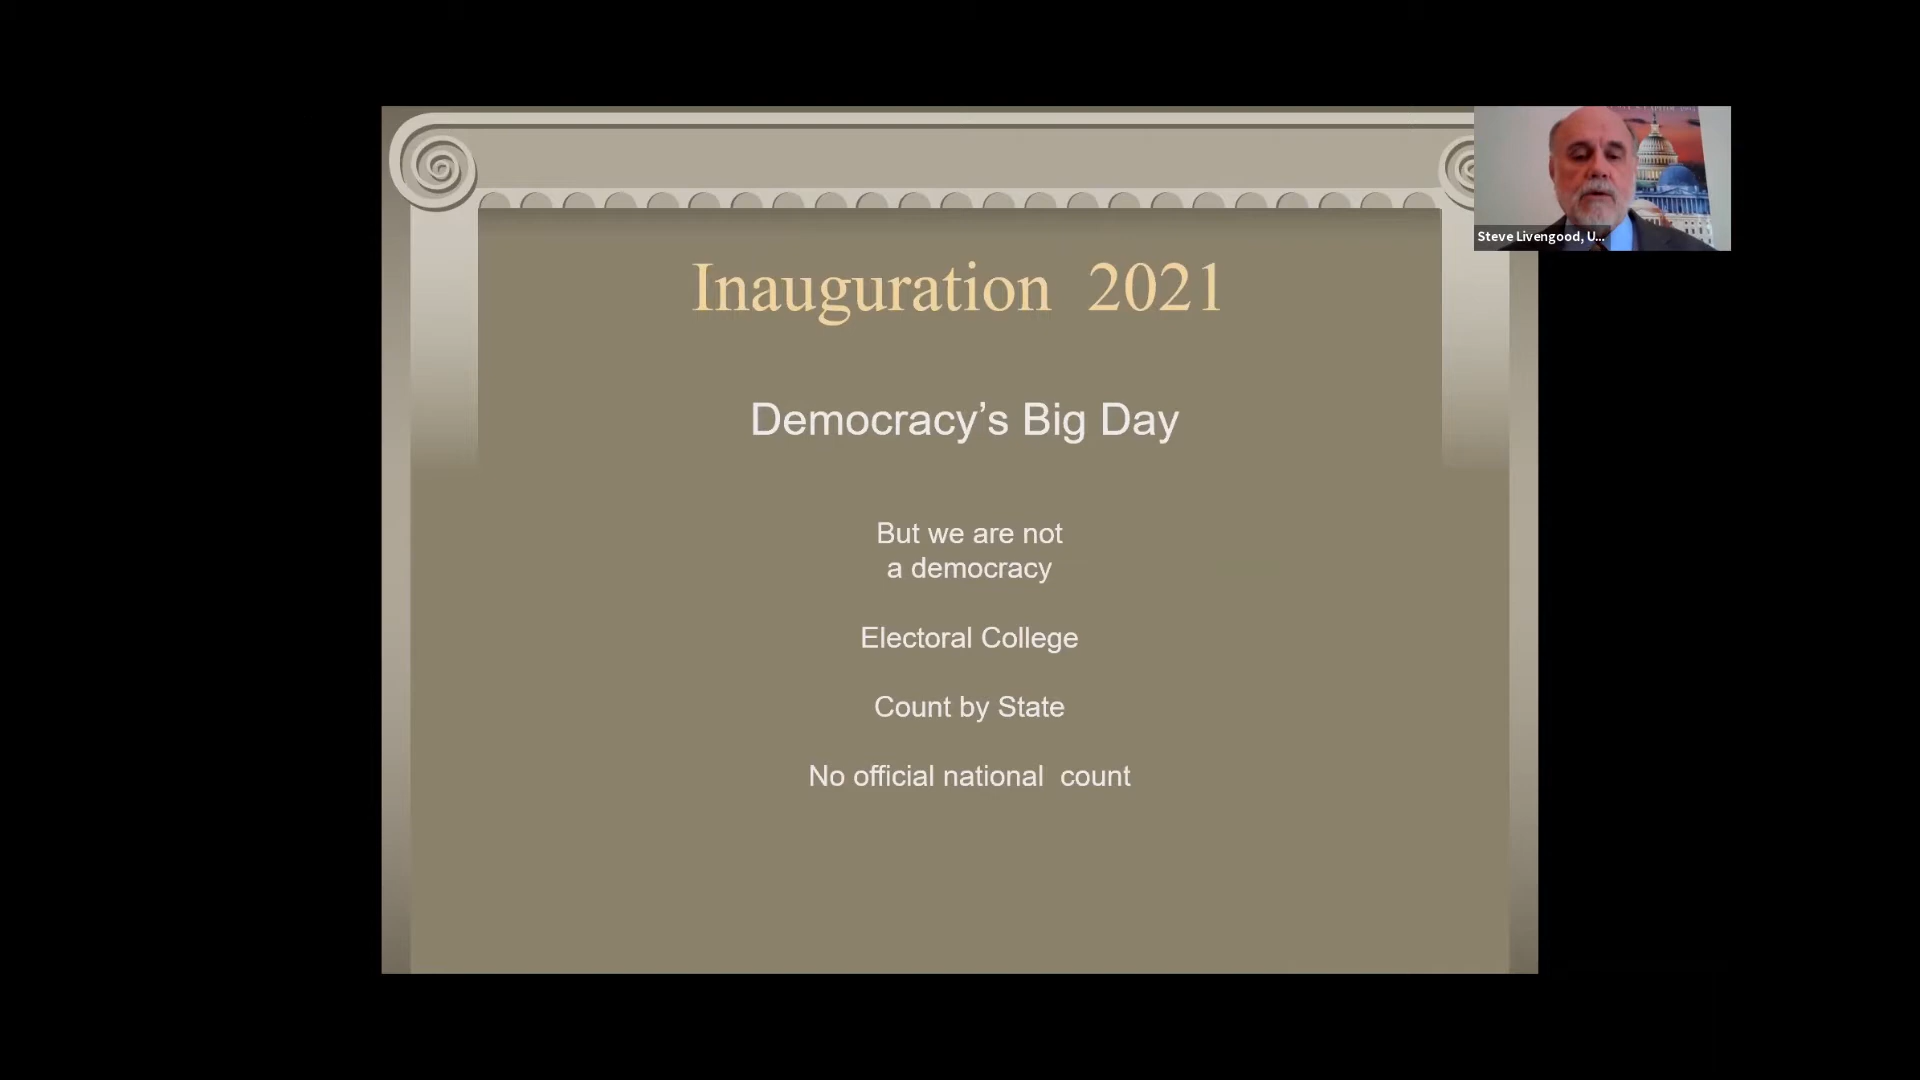 Inauguration 2021
Democracy’s Big Day
But we are not
a democracy
Electoral College
Count by State
No official national count
Steve Livengood, U...